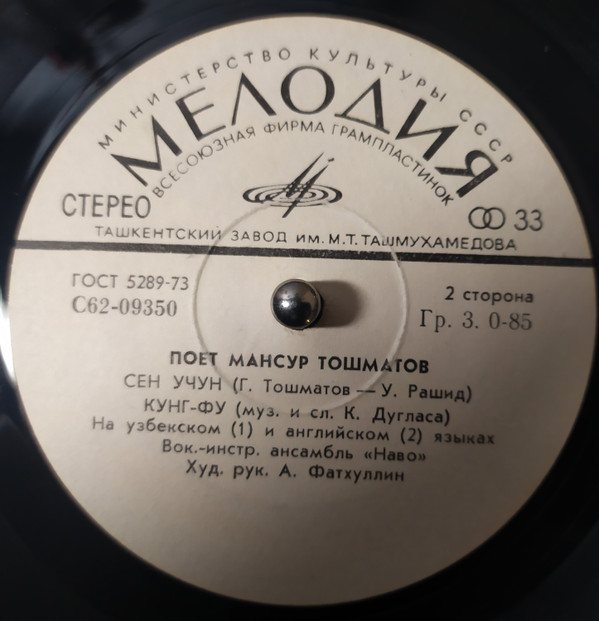 МИНИСТЕРСТВО КУЛЬТУРЫ СССР
МЕЛОДИЯ
ВСЕСОЮЗНАЯ ФИРМА ГРАМПЛАСТИНОК
СТЕРЕО
33
ТАШКЕНТСКИЙ ЗАВОД ИМ. М.Т. ТАШМУХАМЕДОВА
ГОСТ 5289-73
С62-09350
2 сторона
Гр. 3. 0-85
ПОЕТ МАНСУР ТОШМАТОВ
СЕН УЧУН (Г. Тошматов — У. Рашид)
КУНГ-ФУ (муз. и сл. К. Дугласа)
На узбекском (1) и английском (2) языках
Вок.-инстр. ансамбль «Наво»
Худ. рук. А. Фатхуллин